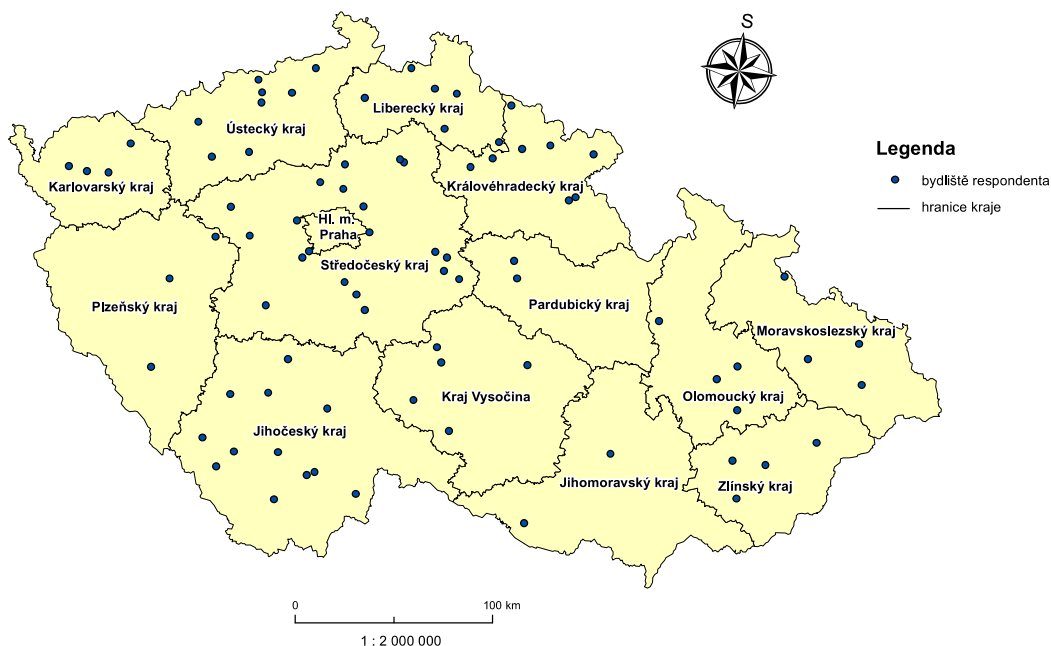 S
Liberecký kraj
Ústecký kraj
Karlovarský kraj
Královéhradecký kraj
Hl. m.
Praha
Středočeský kraj
Plzeňský kraj
Pardubický kraj
Moravskoslezský kraj
Kraj Vysočina
Olomoucký kraj
Jihočeský kraj
Jihomoravský kraj
Zlínský kraj
Legenda
bydliště respondenta
hranice kraje
0 100 km
1 : 2 000 000